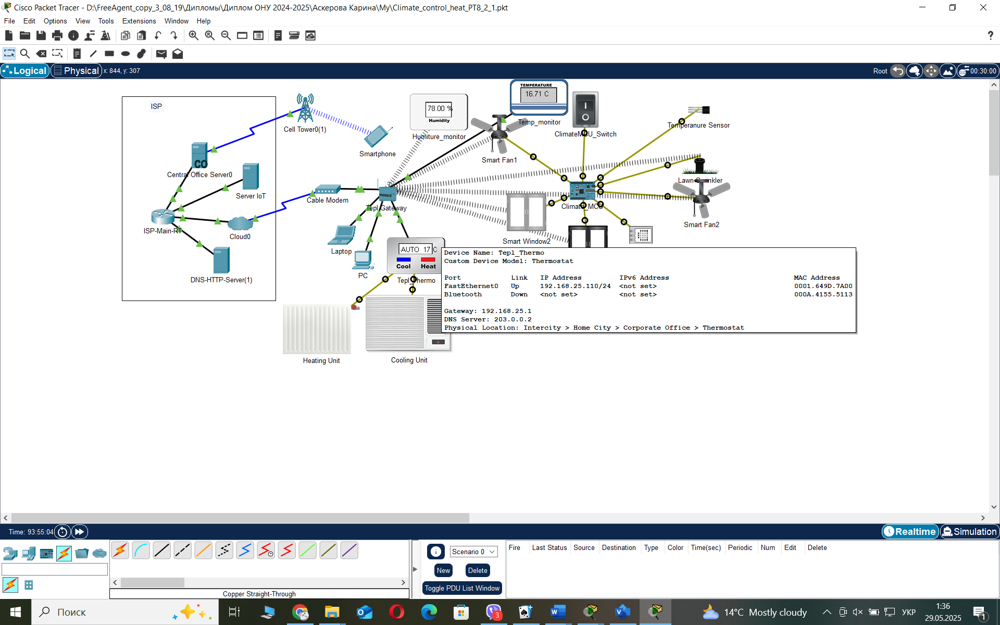 Cisco Packet Tracer - D:\FreeAgent_copy_3_08_19\Дипломы\Диплом ОНУ 2024-2025\Аскерова Карина\My\Climate_control_heat_PT8_2_1.pkt
File Edit Options View Tools Extensions Window Help
Logical Physical x: 844, y: 307
Root 00:30:00
ISP
Cell Tower0(1)
Smartphone
78.00 %
Humidity
Humiture_monitor
TEMPERATURE
16.71 C
Temp_monitor
ClimateMCU_Switch
Temperanure Sensor
Smart Fan1
Central Office Server0
CO
Server IoT
Cable Modem
Tepl Gateway
Climate_MCU
Lawn Sprinkler
Smart Fan2
ISP-Main-RT
Cloud0
DNS-HTTP-Server(1)
Laptop
PC
Smart Window2
AUTO 17 C
Cool Heat
Tepl_Thermo
Heating Unit
Cooling Unit
Device Name: Tepl_Thermo
Custom Device Model: Thermostat
Port Link IP Address IPv6 Address MAC Address
FastEthernet0 Up 192.168.25.110/24 <not set> 0001.649D.7A00
Bluetooth Down <not set> <not set> 000A.4155.5113
Gateway: 192.168.25.1
DNS Server: 203.0.0.2
Physical Location: Intercity > Home City > Corporate Office > Thermostat
Time: 93:55:04
Realtime Simulation
Scenario 0
New Delete
Toggle PDU List Window
Fire Last Status Source Destination Type Color Time(sec) Periodic Num Edit Delete
Copper Straight-Through
Поиск
3
14°C Mostly cloudy
УКР
1:36
29.05.2025
1